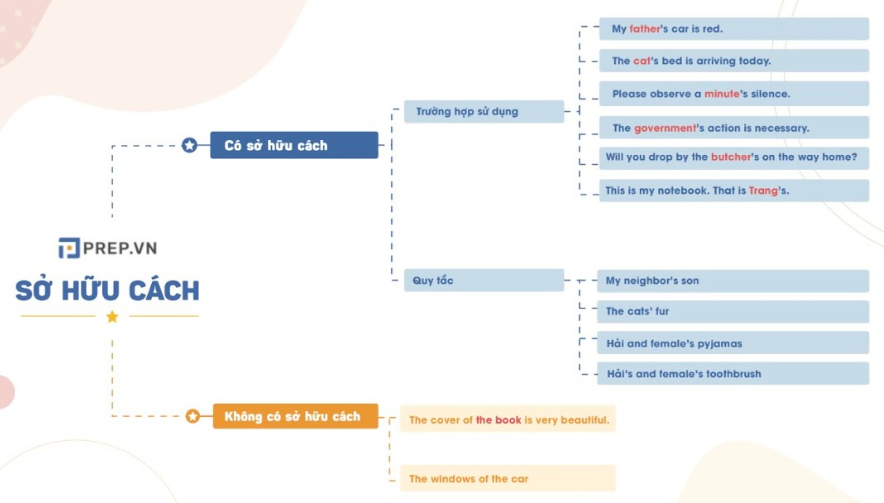 PREP.VN
SỞ HỮU CÁCH
Có sở hữu cách
Trường hợp sử dụng
My father's car is red.
The cat's bed is arriving today.
Please observe a minute's silence.
The government's action is necessary.
Will you drop by the butcher's on the way home?
This is my notebook. That is Trang's.
Quy tắc
My neighbor's son
The cats' fur
Hải and female's pyjamas
Hải's and female's toothbrush
Không có sở hữu cách
The cover of the book is very beautiful.
The windows of the car